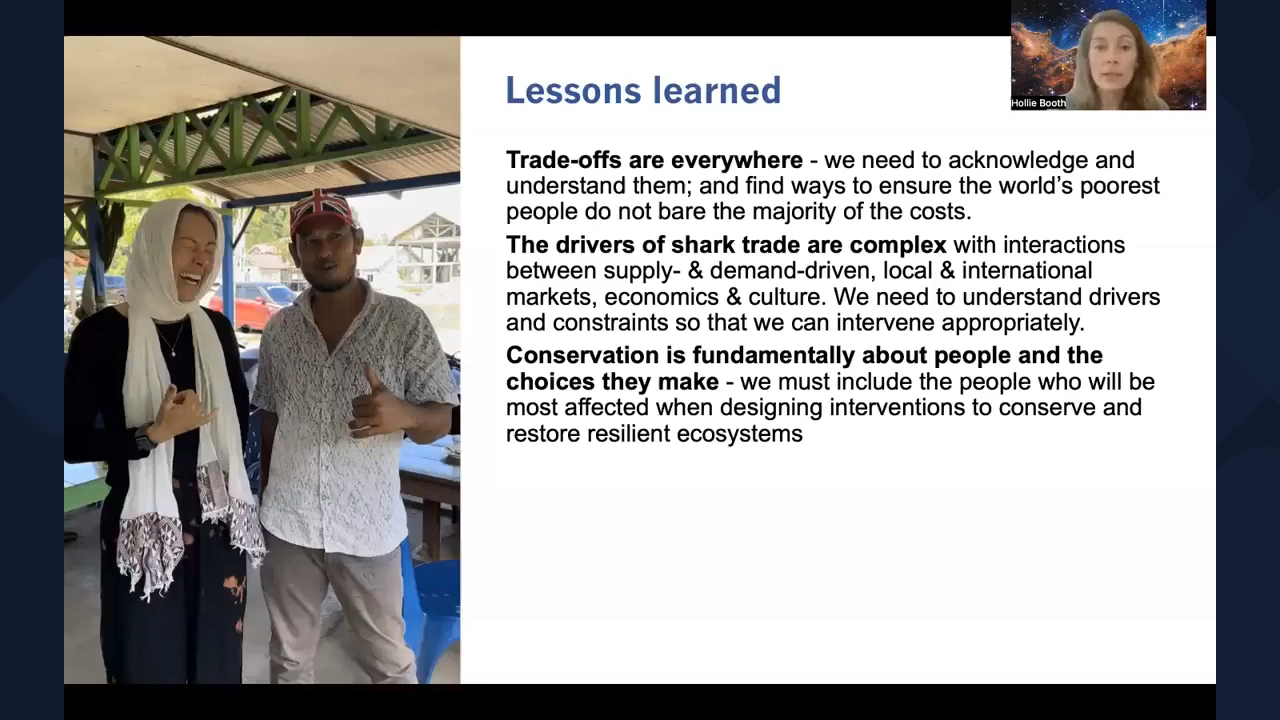 Hollie Booth
Lessons learned
Trade-offs are everywhere - we need to acknowledge and
understand them; and find ways to ensure the world's poorest
people do not bare the majority of the costs.
The drivers of shark trade are complex with interactions
between supply- & demand-driven, local & international
markets, economics & culture. We need to understand drivers
and constraints so that we can intervene appropriately.
Conservation is fundamentally about people and the
choices they make - we must include the people who will be
most affected when designing interventions to conserve and
restore resilient ecosystems